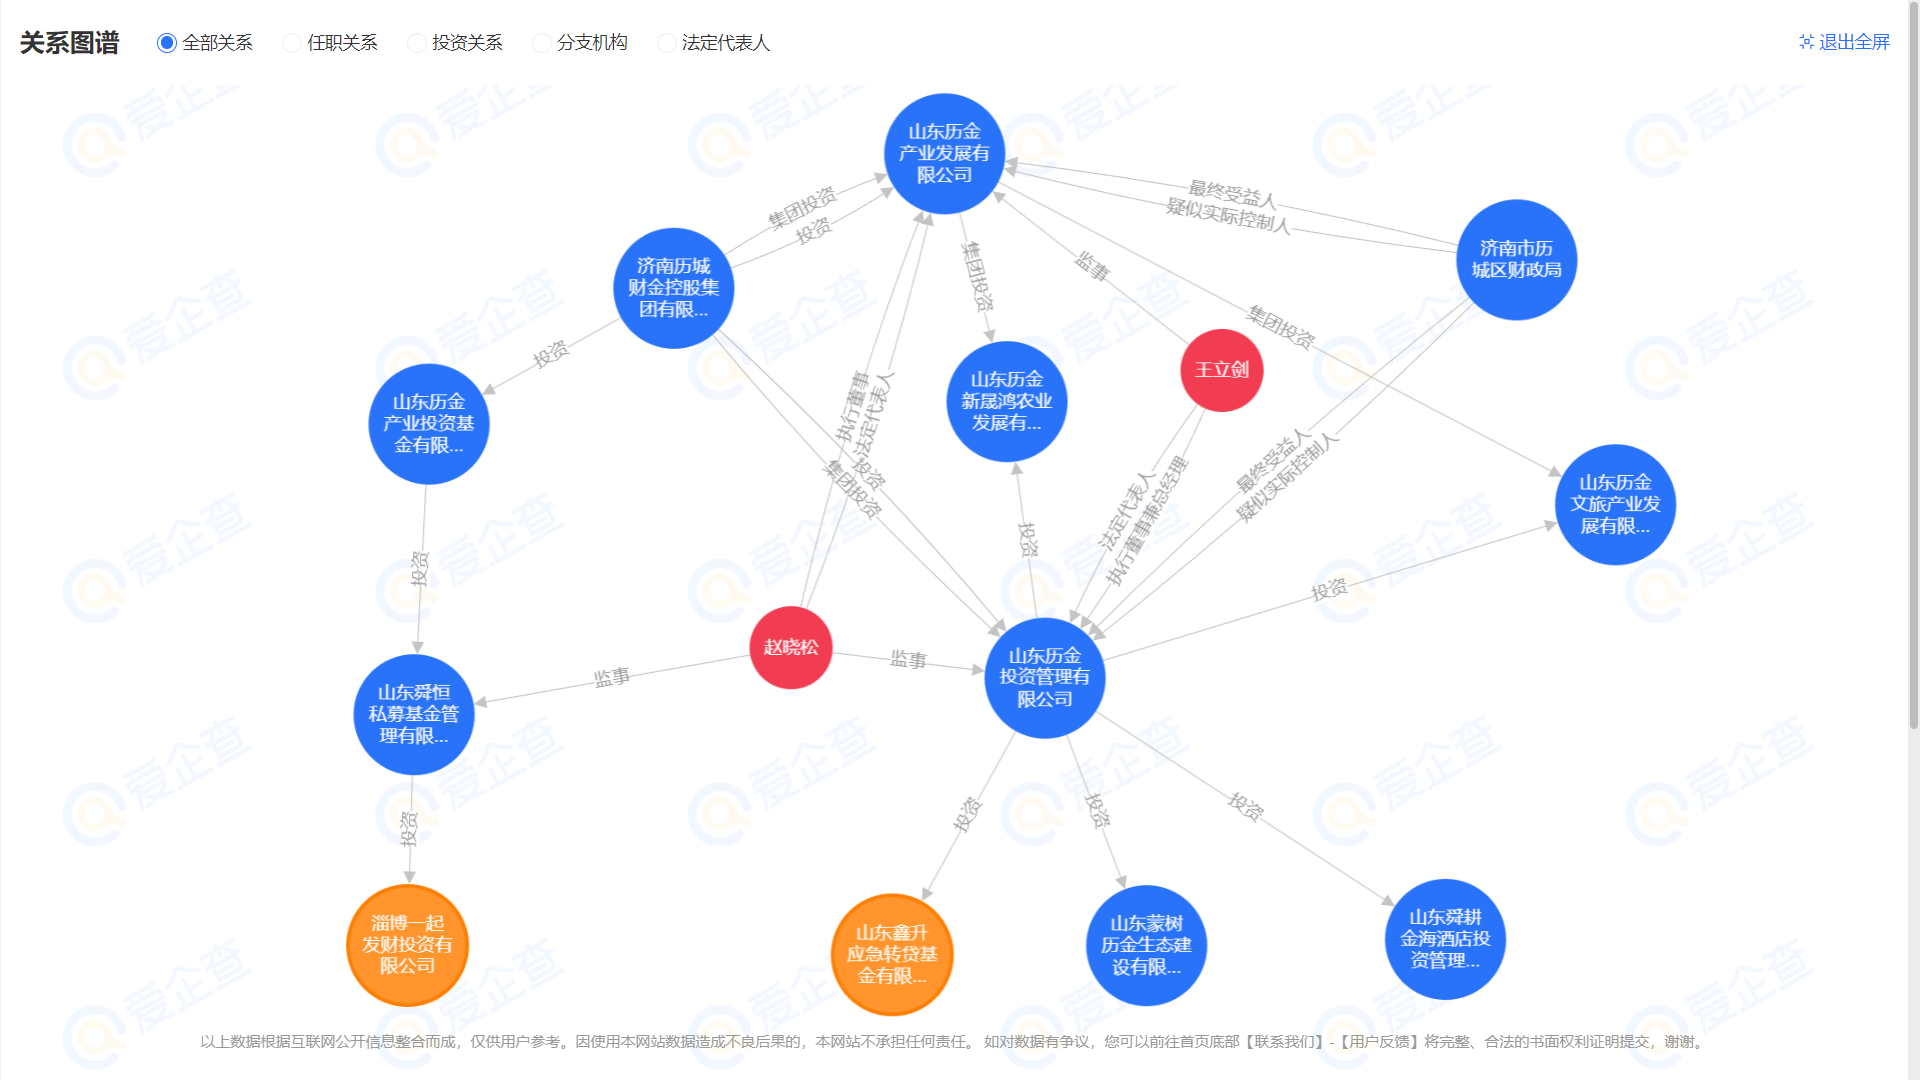 关系图谱
全部关系
任职关系
投资关系
分支机构
法定代表人
退出全屏
山东历金
产业发展有
限公司
最终受益人
疑似实际控制人
集团投资
投资
济南市历
城区财政局
济南历城
财金控股集
团有限...
集团投资
监事
集团投资
投资
王立剑
山东历金
新晟鸿农业
发展有...
山东历金
产业投资基
金有限...
执行董事
法定代表人
投资
集团投资
最终受益人
疑似实际控制人
法定代表人
执行董事兼总经理
山东历金
文旅产业发
展有限...
投资
投资
投资
赵晓松
监事
监事
山东历金
投资管理有
限公司
山东舜恒
私募基金管
理有限...
投资
投资
投资
投资
淄博一起
发财投资有
限公司
山东鑫升
应急转贷基
金有限...
山东蒙树
历金生态建
设有限...
山东舜耕
金海酒店投
资管理...
以上数据根据互联网公开信息整合而成，仅供用户参考。因使用本网站数据造成不良后果的，本网站不承担任何责任。 如对数据有争议，您可以前往首页底部【联系我们】-【用户反馈】将完整、合法的书面权利证明提交，谢谢。
爱企查